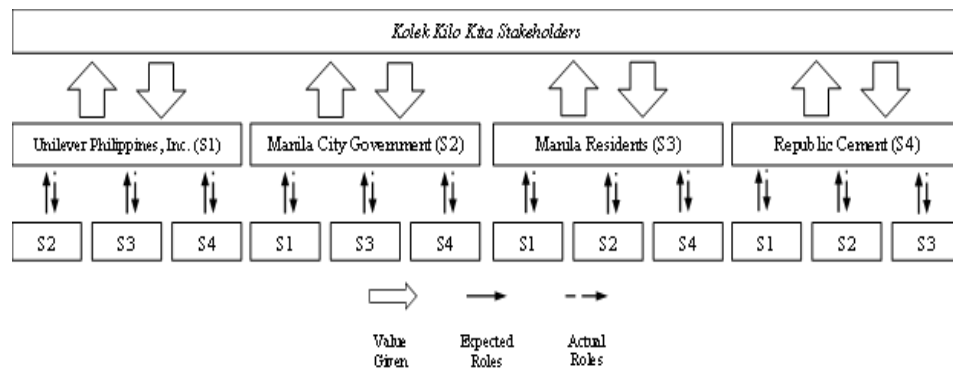 Kolek Kilo Kita Stakeholders
Unilever Philippines, Inc. (S1) Manila City Government (S2) Manila Residents (S3) Republic Cement (S4)
S2 S3 S4 S1 S3 S4 S1 S2 S4 S1 S2 S3
Value Expected Actual
Given Roles Roles